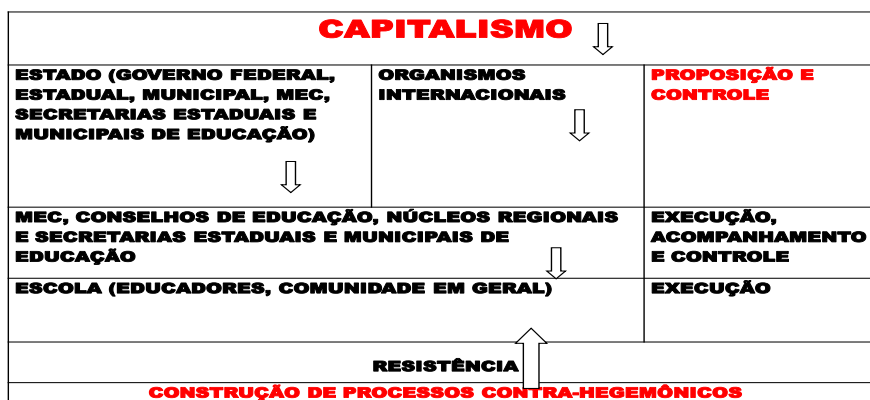 CAPITALISMO
ESTADO (GOVERNO FEDERAL,
ESTADUAL, MUNICIPAL, MEC,
SECRETARIAS ESTADUAIS E
MUNICIPAIS DE EDUCAÇÃO)
ORGANISMOS
INTERNACIONAIS
PROPOSIÇÃO E
CONTROLE
MEC, CONSELHOS DE EDUCAÇÃO, NÚCLEOS REGIONAIS
E SECRETARIAS ESTADUAIS E MUNICIPAIS DE
EDUCAÇÃO
EXECUÇÃO,
ACOMPANHAMENTO
E CONTROLE
ESCOLA (EDUCADORES, COMUNIDADE EM GERAL)
EXECUÇÃO
RESISTÊNCIA
CONSTRUÇÃO DE PROCESSOS CONTRA-HEGEMÔNICOS